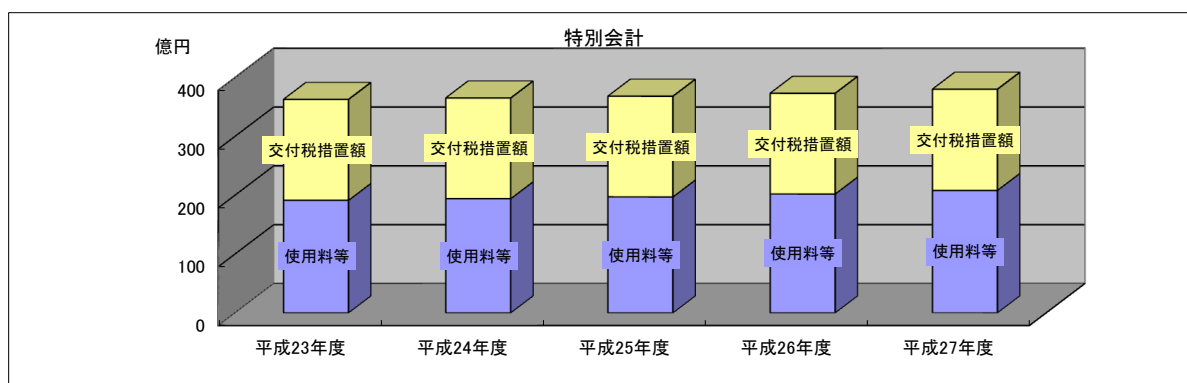 特別会計
億円
400
300
200
100
0
交付税措置額
交付税措置額
交付税措置額
交付税措置額
交付税措置額
使用料等
使用料等
使用料等
使用料等
使用料等
平成23年度
平成24年度
平成25年度
平成26年度
平成27年度